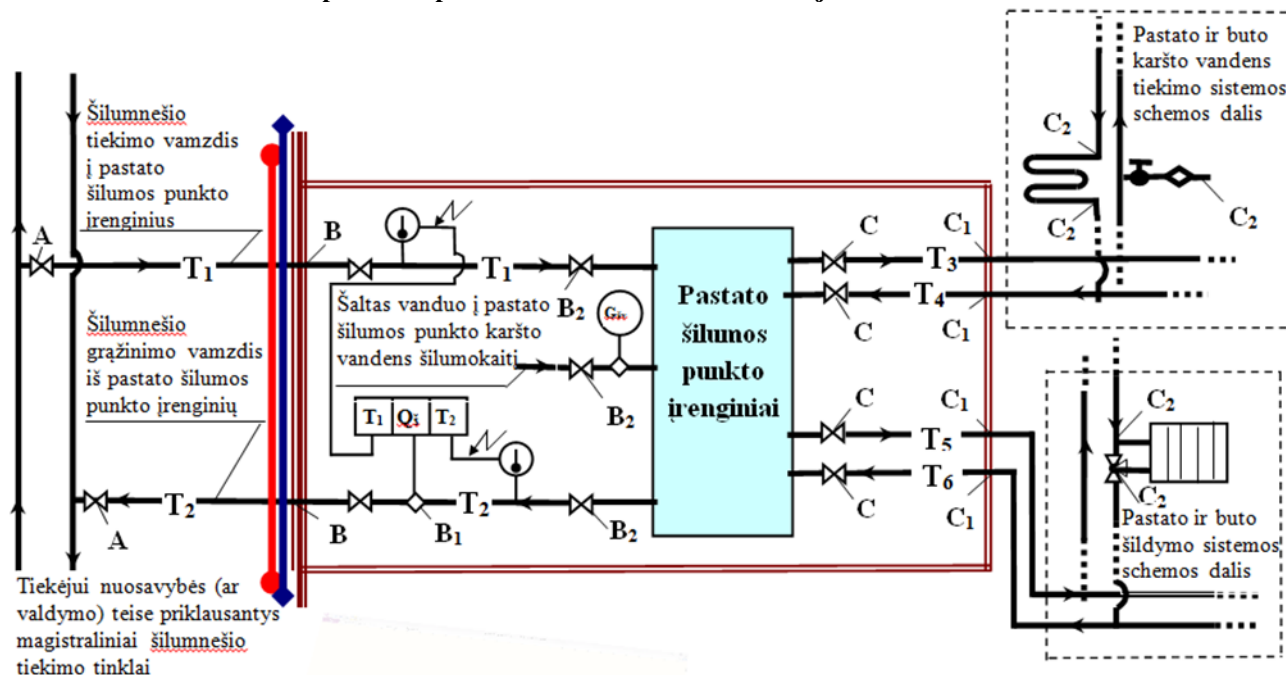 Šilumnešio
tiekimo vamzdis
į pastato
šilumos punkto
įrenginius
A
T₁
B
T₁
B₂
Šaltas vanduo į pastato
šilumos punkto karšto
vandens šilumokaitį
B₂
Šilumnešio
grąžinimo vamzdis
iš pastato šilumos
punkto įrenginių
T₁ Qš T₂
A
T₂
B
B₁
T₂
B₂
Pastato
šilunos
punkto
įrenginiai
C
T₃
C₁
T₄
C
C₁
C
T₅
C₁
T₆
C
C₁
Pastato ir buto
karšto vandens
tiekimo sistemos
schemos dalis
C₂
C₂
C₂
C₂
C₂
Pastato ir buto
šildymo sistemos
schemos dalis
Tiekėjui nuosavybės (ar
valdymo) teise priklausantys
magistraliniai šilumnešio
tiekimo tinklai